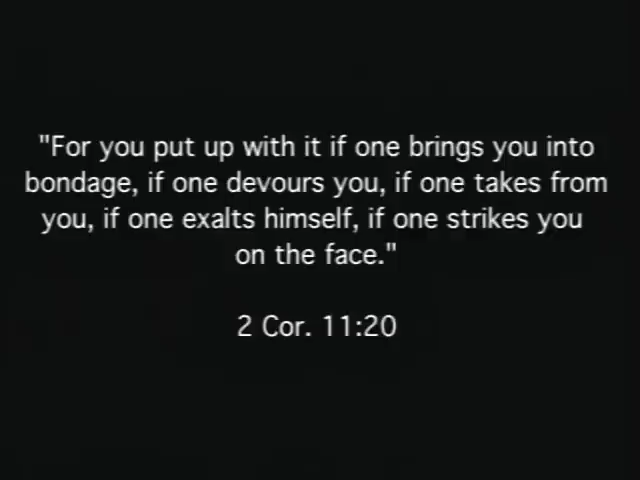 "For you put up with it if one brings you into
bondage, if one devours you, if one takes from
you, if one exalts himself, if one strikes you
on the face."
2 Cor. 11:20